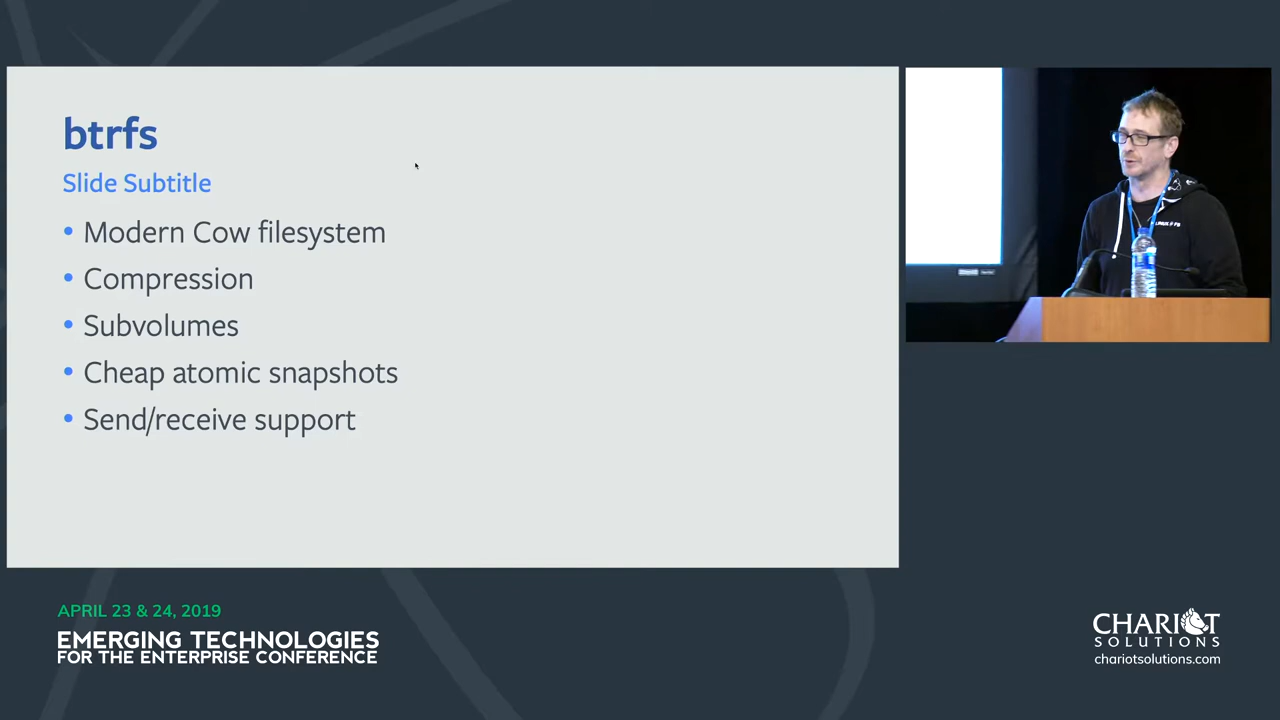 btrfs
Slide Subtitle
• Modern Cow filesystem
• Compression
• Subvolumes
• Cheap atomic snapshots
• Send/receive support
APRIL 23 & 24, 2019
EMERGING TECHNOLOGIES
FOR THE ENTERPRISE CONFERENCE
CHARIOT
SOLUTIONS
chariotsolutions.com